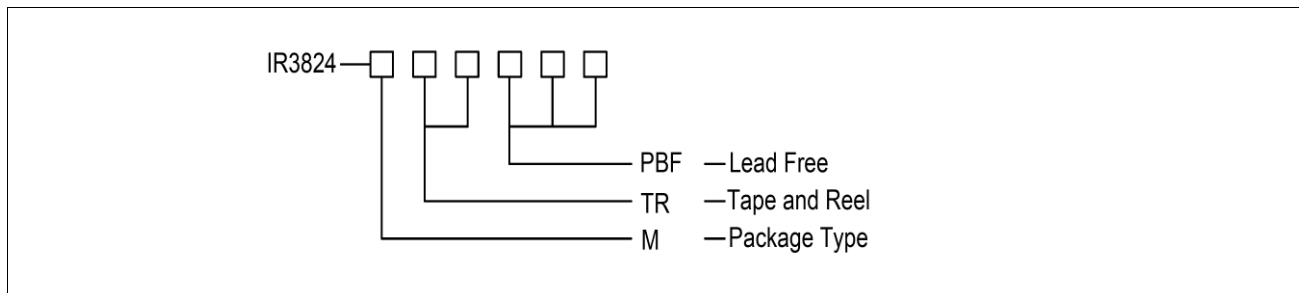 IR3824
PBF — Lead Free
TR — Tape and Reel
M — Package Type